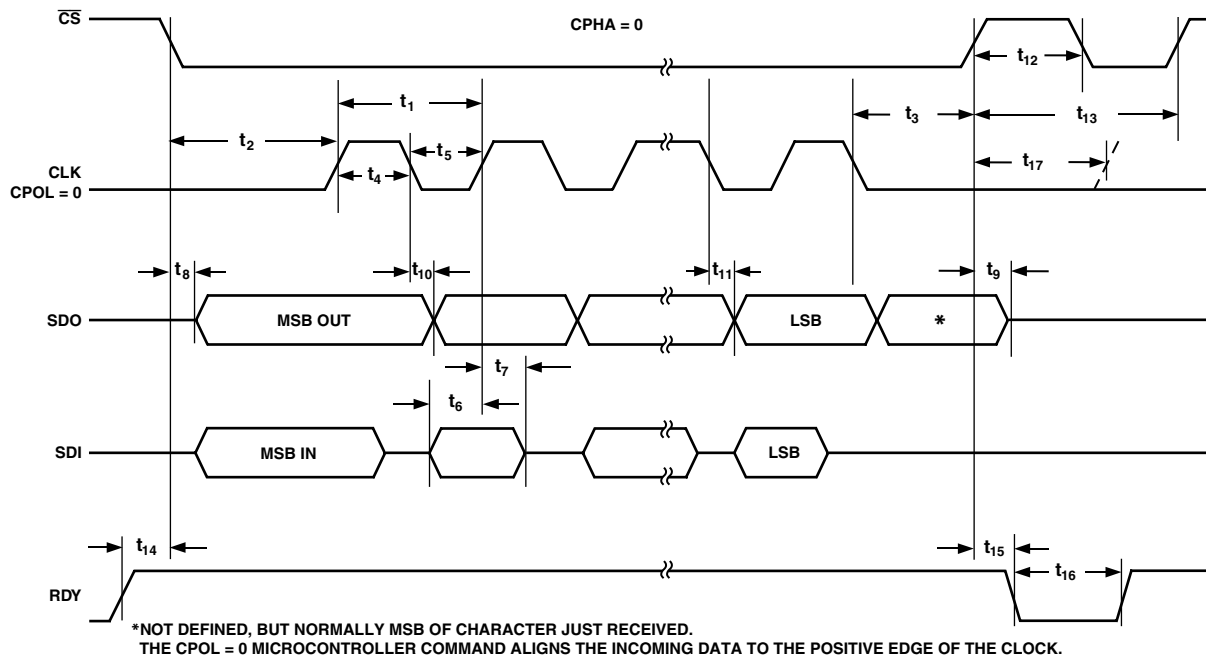 CS
CPHA = 0
t12
t1
t3
t13
t2
t5
t17
CLK
CPOL = 0
t4
t8
t10
t11
t9
SDO
MSB OUT
LSB
*
t7
t6
SDI
MSB IN
LSB
t14
t15
t16
RDY
*NOT DEFINED, BUT NORMALLY MSB OF CHARACTER JUST RECEIVED.
THE CPOL = 0 MICROCONTROLLER COMMAND ALIGNS THE INCOMING DATA TO THE POSITIVE EDGE OF THE CLOCK.